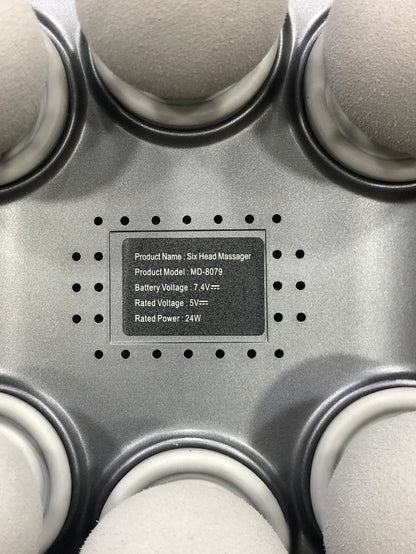 Product Name : Six Head Massager
Product Model : MD-8079
Battery Voltage : 7.4V⎓
Rated Voltage : 5V⎓
Rated Power : 24W